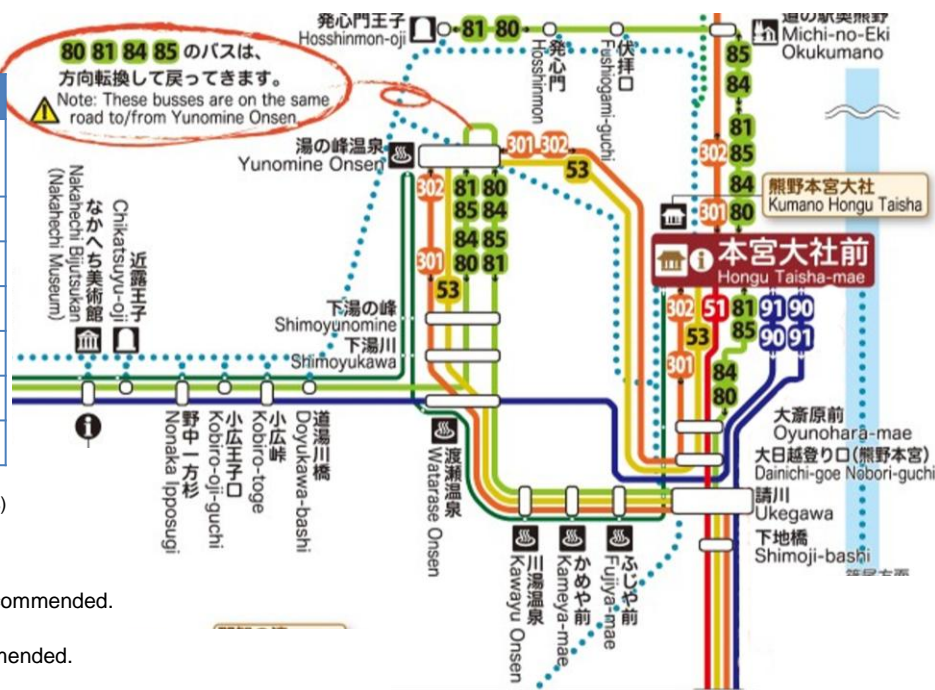 80 81 84 85 のバスは、
方向転換して戻ってきます。
Note: These busses are on the same
road to/from Yunomine Onsen
発心門王子
Hosshinmon-oji
81 80
発心門
Hosshinmon
伏拝口
Fushiogami-guchi
道の駅奥熊野
Michi-no-Eki
Okukumano
85
84
81
302 85
84
301 80
熊野本宮大社
Kumano Hongu Taisha
本宮大社前
Hongu Taisha-mae
湯の峰温泉
Yunomine Onsen
301 302
53
302 81 80
85 84
84 85
301 80 81
53
下湯の峰
Shimoyunomine
下湯川
Shimoyukawa
302 51 81 91 90
53 85 90 91
301 84
80
なかへち美術館
Nakahechi Bijutsukan
(Nakahechi Museum)
近露王子
Chikatsuyu-oji
野中一方杉
Nonaka Ipposugi
小広王子口
Kobiro-oji-guchi
小広峠
Kobiro-toge
道湯川橋
Doyukawa-bashi
渡瀬温泉
Watarase Onsen
川湯温泉
Kawayu Onsen
かめや前
Kameya-mae
ふじや前
Fujiya-mae
大斎原前
Oyunohara-mae
大日越登り口(熊野本宮)
Dainichi-goe Nobori-guchi
請川
Ukegawa
下地橋
Shimoji-bashi
commended.
mended.